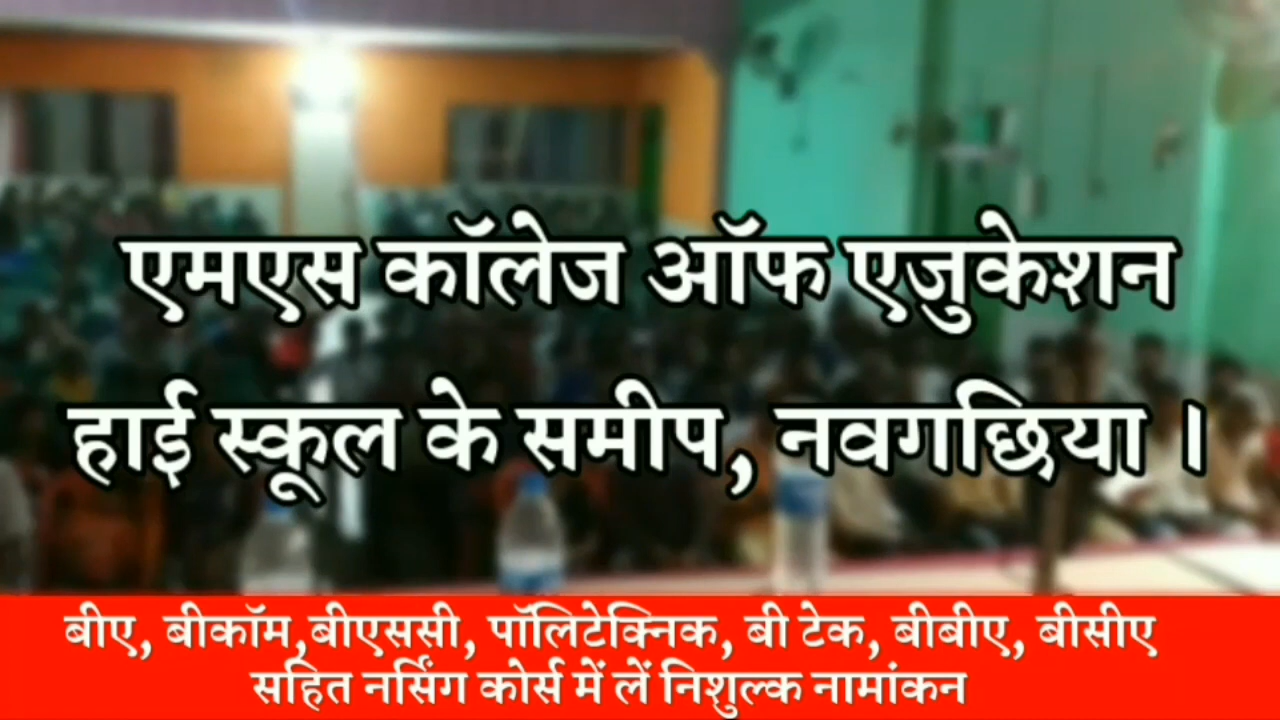 एमएस कॉलेज ऑफ एजुकेशन
हाई स्कूल के समीप, नवगछिया ।
बीए, बीकॉम,बीएससी, पॉलिटेक्निक, बी टेक, बीबीए, बीसीए
सहित नर्सिंग कोर्स में लें निशुल्क नामांकन